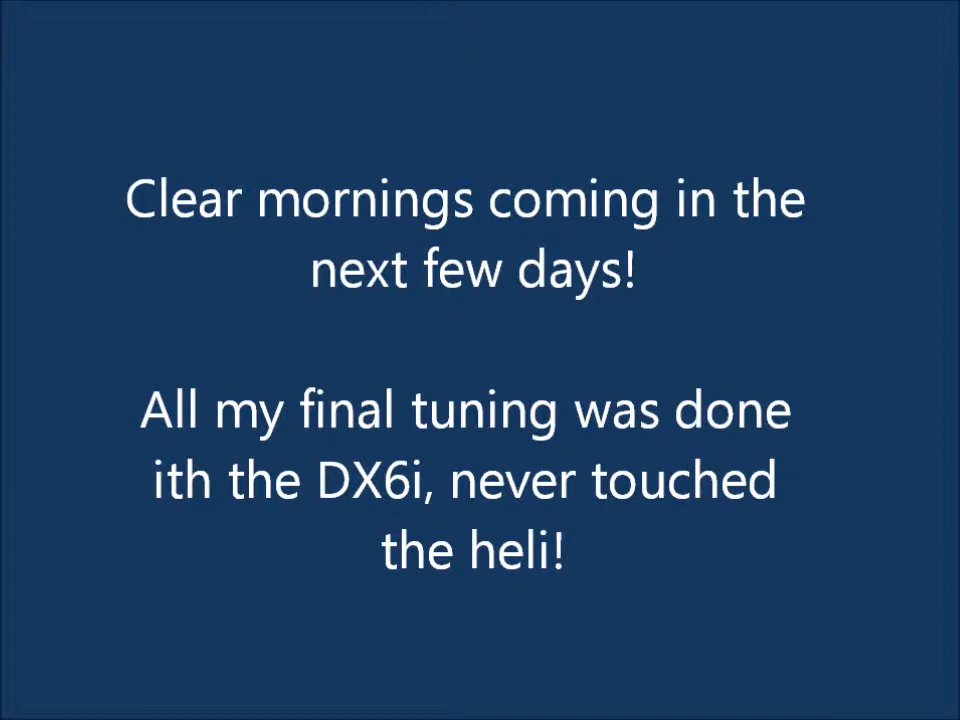 Clear mornings coming in the
next few days!
All my final tuning was done
ith the DX6i, never touched
the heli!